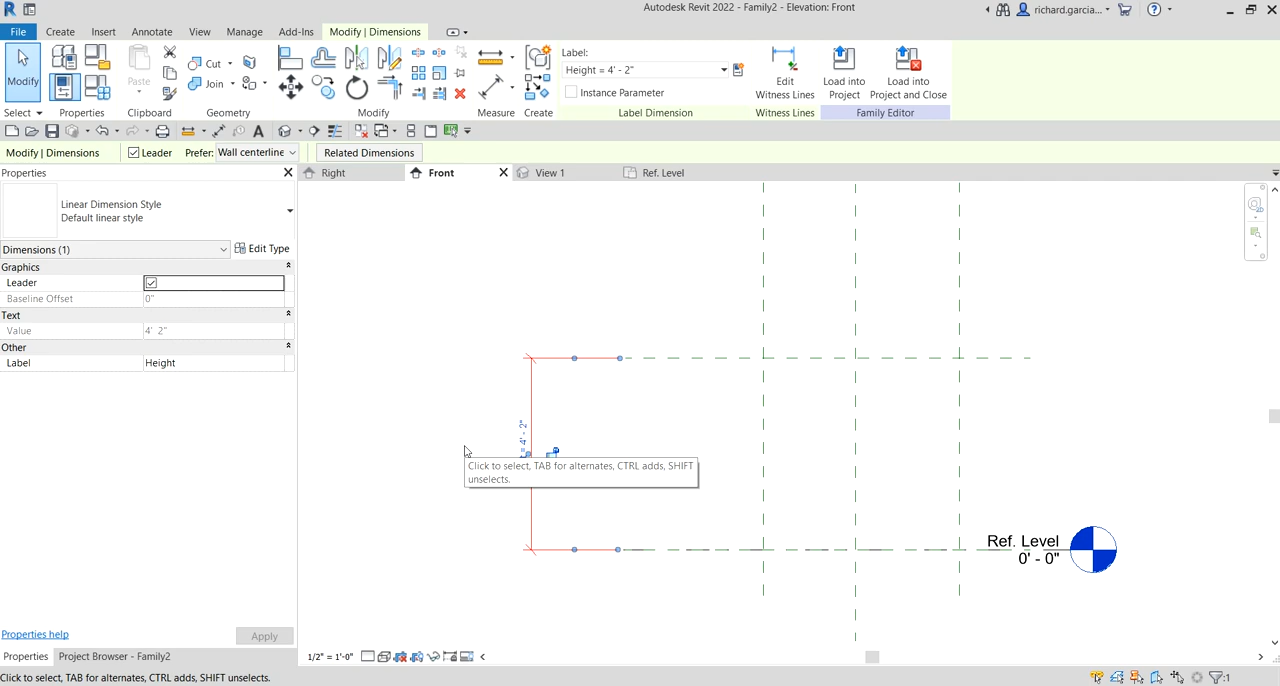 Autodesk Revit 2022 - Family2 - Elevation: Front
richard.garcia...
File Create Insert Annotate View Manage Add-Ins Modify | Dimensions
Label:
Height = 4' - 2"
Instance Parameter
Modify
Paste
Cut
Join
Edit
Witness Lines
Load into
Project
Load into
Project and Close
Select Properties Clipboard Geometry Modify Measure Create Label Dimension Witness Lines Family Editor
Modify | Dimensions Leader Prefer: Wall centerline Related Dimensions
Properties
Right Front View 1 Ref. Level
Linear Dimension Style
Default linear style
Dimensions (1) Edit Type
Graphics
Leader
Baseline Offset 0"
Text
Value 4' 2"
Other
Label Height
= 4' - 2"
Click to select, TAB for alternates, CTRL adds, SHIFT
unselects.
Ref. Level
0' - 0"
Properties help Apply
Properties Project Browser - Family2
1/2" = 1'-0"
Click to select, TAB for alternates, CTRL adds, SHIFT unselects.
:1